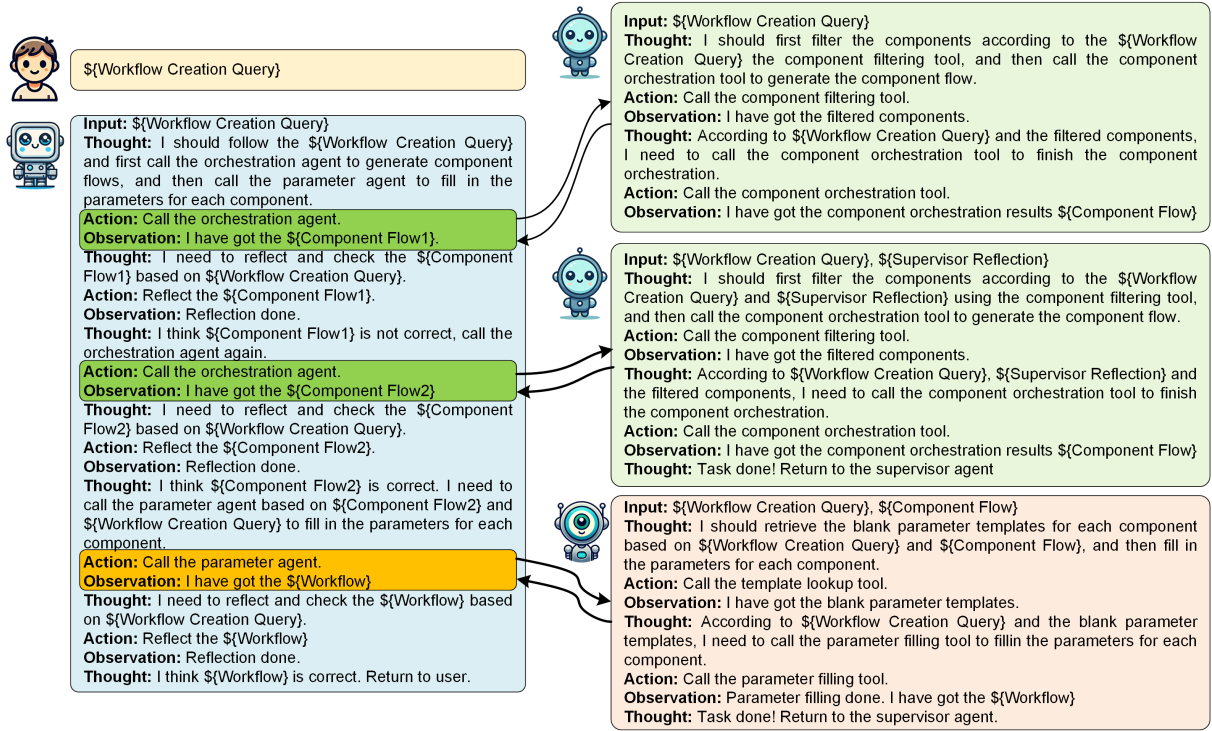 ${Workflow Creation Query}
Input: ${Workflow Creation Query}
Thought: I should follow the ${Workflow Creation Query}
and first call the orchestration agent to generate component
flows, and then call the parameter agent to fill in the
parameters for each component.
Action: Call the orchestration agent.
Observation: I have got the ${Component Flow1}.
Thought: I need to reflect and check the ${Component
Flow1} based on ${Workflow Creation Query}.
Action: Reflect the ${Component Flow1}.
Observation: Reflection done.
Thought: I think ${Component Flow1} is not correct, call the
orchestration agent again.
Action: Call the orchestration agent.
Observation: I have got the ${Component Flow2}
Thought: I need to reflect and check the ${Component
Flow2} based on ${Workflow Creation Query}.
Action: Reflect the ${Component Flow2}.
Observation: Reflection done.
Thought: I think ${Component Flow2} is correct. I need to
call the parameter agent based on ${Component Flow2} and
${Workflow Creation Query} to fill in the parameters for each
component.
Action: Call the parameter agent.
Observation: I have got the ${Workflow}
Thought: I need to reflect and check the ${Workflow} based
on ${Workflow Creation Query}.
Action: Reflect the ${Workflow}
Observation: Reflection done.
Thought: I think ${Workflow} is correct. Return to user.
Input: ${Workflow Creation Query}
Thought: I should first filter the components according to the ${Workflow
Creation Query} the component filtering tool, and then call the component
orchestration tool to generate the component flow.
Action: Call the component filtering tool.
Observation: I have got the filtered components.
Thought: According to ${Workflow Creation Query} and the filtered components,
I need to call the component orchestration tool to finish the component
orchestration.
Action: Call the component orchestration tool.
Observation: I have got the component orchestration results ${Component Flow}
Input: ${Workflow Creation Query}, ${Supervisor Reflection}
Thought: I should first filter the components according to the ${Workflow
Creation Query} and ${Supervisor Reflection} using the component filtering tool,
and then call the component orchestration tool to generate the component flow.
Action: Call the component filtering tool.
Observation: I have got the filtered components.
Thought: According to ${Workflow Creation Query}, ${Supervisor Reflection} and
the filtered components, I need to call the component orchestration tool to finish
the component orchestration.
Action: Call the component orchestration tool.
Observation: I have got the component orchestration results ${Component Flow}
Thought: Task done! Return to the supervisor agent
Input: ${Workflow Creation Query}, ${Component Flow}
Thought: I should retrieve the blank parameter templates for each component
based on ${Workflow Creation Query} and ${Component Flow}, and then fill in
the parameters for each component.
Action: Call the template lookup tool.
Observation: I have got the blank parameter templates.
Thought: According to ${Workflow Creation Query} and the blank parameter
templates, I need to call the parameter filling tool to fillin the parameters for each
component.
Action: Call the parameter filling tool.
Observation: Parameter filling done. I have got the ${Workflow}
Thought: Task done! Return to the supervisor agent.